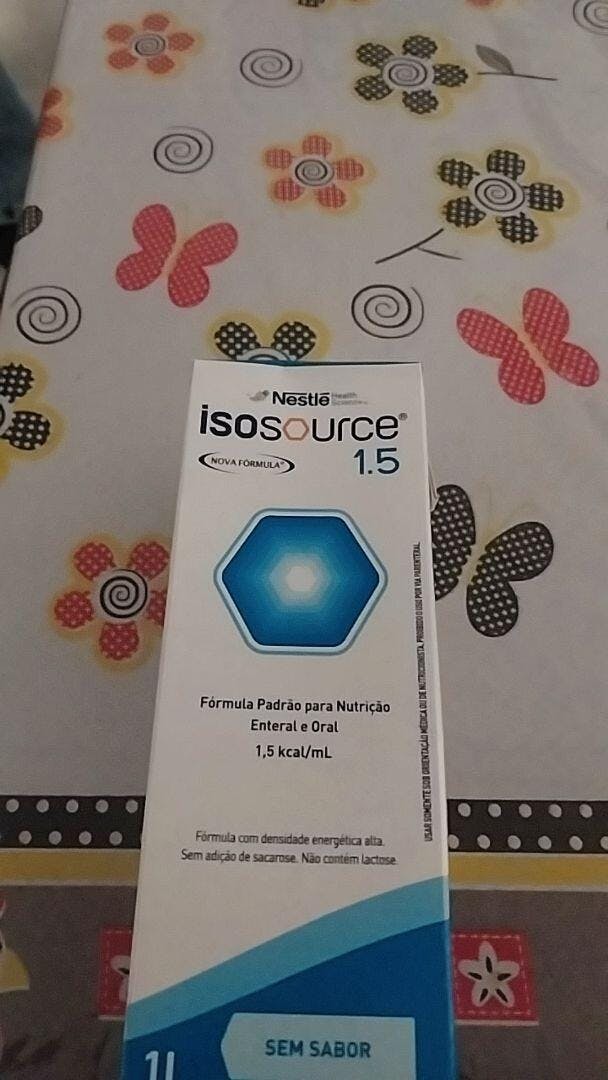 Nestlé Health Science
isosource®
NOVA FÓRMULA
1.5
Fórmula Padrão para Nutrição
Enteral e Oral
1,5 kcal/mL
USAR SOMENTE SOB ORIENTAÇÃO MÉDICA OU DE NUTRICIONISTA. PROIBIDO O USO POR VIA PARENTERAL.
Fórmula com densidade energética alta.
Sem adição de sacarose. Não contém lactose.
1L
SEM SABOR